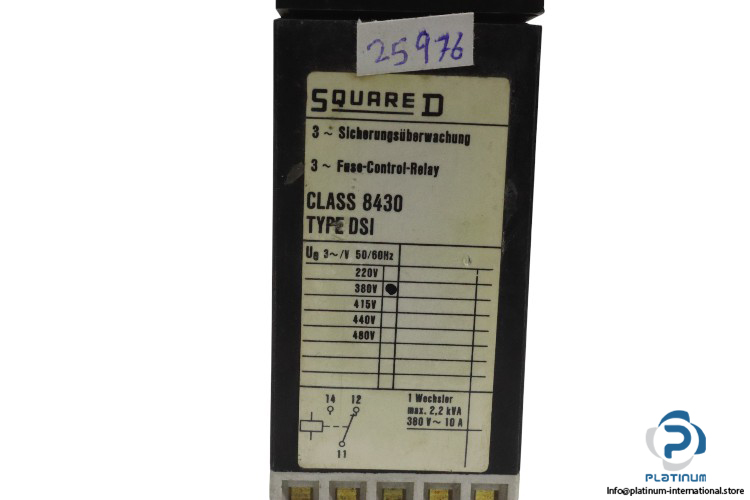 25976
SQUARE D
3 ~ Sicherungsüberwachung
3 ~ Fuse-Control-Relay
CLASS 8430
TYPE DSI
Ue 3~/V 50/60Hz
220V
380V
415V
440V
480V
14 12
11
1 Wechsler
max. 2,2 kVA
380 V~ 10 A
PLATINUM
Info@platinum-international.store